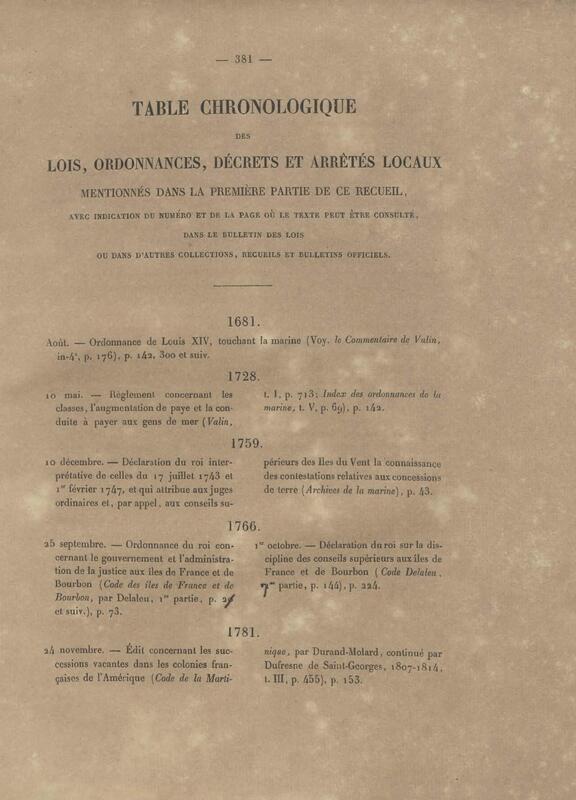 — 381 —
TABLE CHRONOLOGIQUE
DES
LOIS, ORDONNANCES, DÉCRETS ET ARRÊTÉS LOCAUX
MENTIONNÉS DANS LA PREMIÈRE PARTIE DE CE RECUEIL,
AVEC INDICATION DU NUMÉRO ET DE LA PAGE OÙ LE TEXTE PEUT ÊTRE CONSULTÉ,
DANS LE BULLETIN DES LOIS
OU DANS D'AUTRES COLLECTIONS, RECUEILS ET BULLETINS OFFICIELS.
1681.
Août. — Ordonnance de Louis XIV, touchant la marine (Voy. le Commentaire de Valin,
in-4°, p. 176), p. 142, 300 et suiv.
1728.
10 mai. — Règlement concernant les
classes, l'augmentation de paye et la con-
duite à payer aux gens de mer (Valin,
t. I, p. 713; Index des ordonnances de la
marine, t. V, p. 69), p. 142.
1759.
10 décembre. — Déclaration du roi inter-
prétative de celles du 17 juillet 1743 et
1er février 1747, et qui attribue aux juges
ordinaires et, par appel, aux conseils su-
périeurs des Iles du Vent la connaissance
des contestations relatives aux concessions
de terre (Archives de la marine), p. 43.
1766.
25 septembre. — Ordonnance du roi con-
cernant le gouvernement et l'administra-
tion de la justice aux îles de France et de
Bourbon (Code des îles de France et de
Bourbon, par Delaleu, 1re partie, p.
et suiv.), p. 73.
1er octobre. — Déclaration du roi sur la dis-
cipline des conseils supérieurs aux îles de
France et de Bourbon (Code Delaleu,
partie, p. 144), p. 224.
1781.
24 novembre. — Édit concernant les suc-
cessions vacantes dans les colonies fran-
çaises de l'Amérique (Code de la Marti-
nique, par Durand-Molard, continué par
Dufresne de Saint-Georges, 1807-1814,
t. III, p. 455), p. 153.